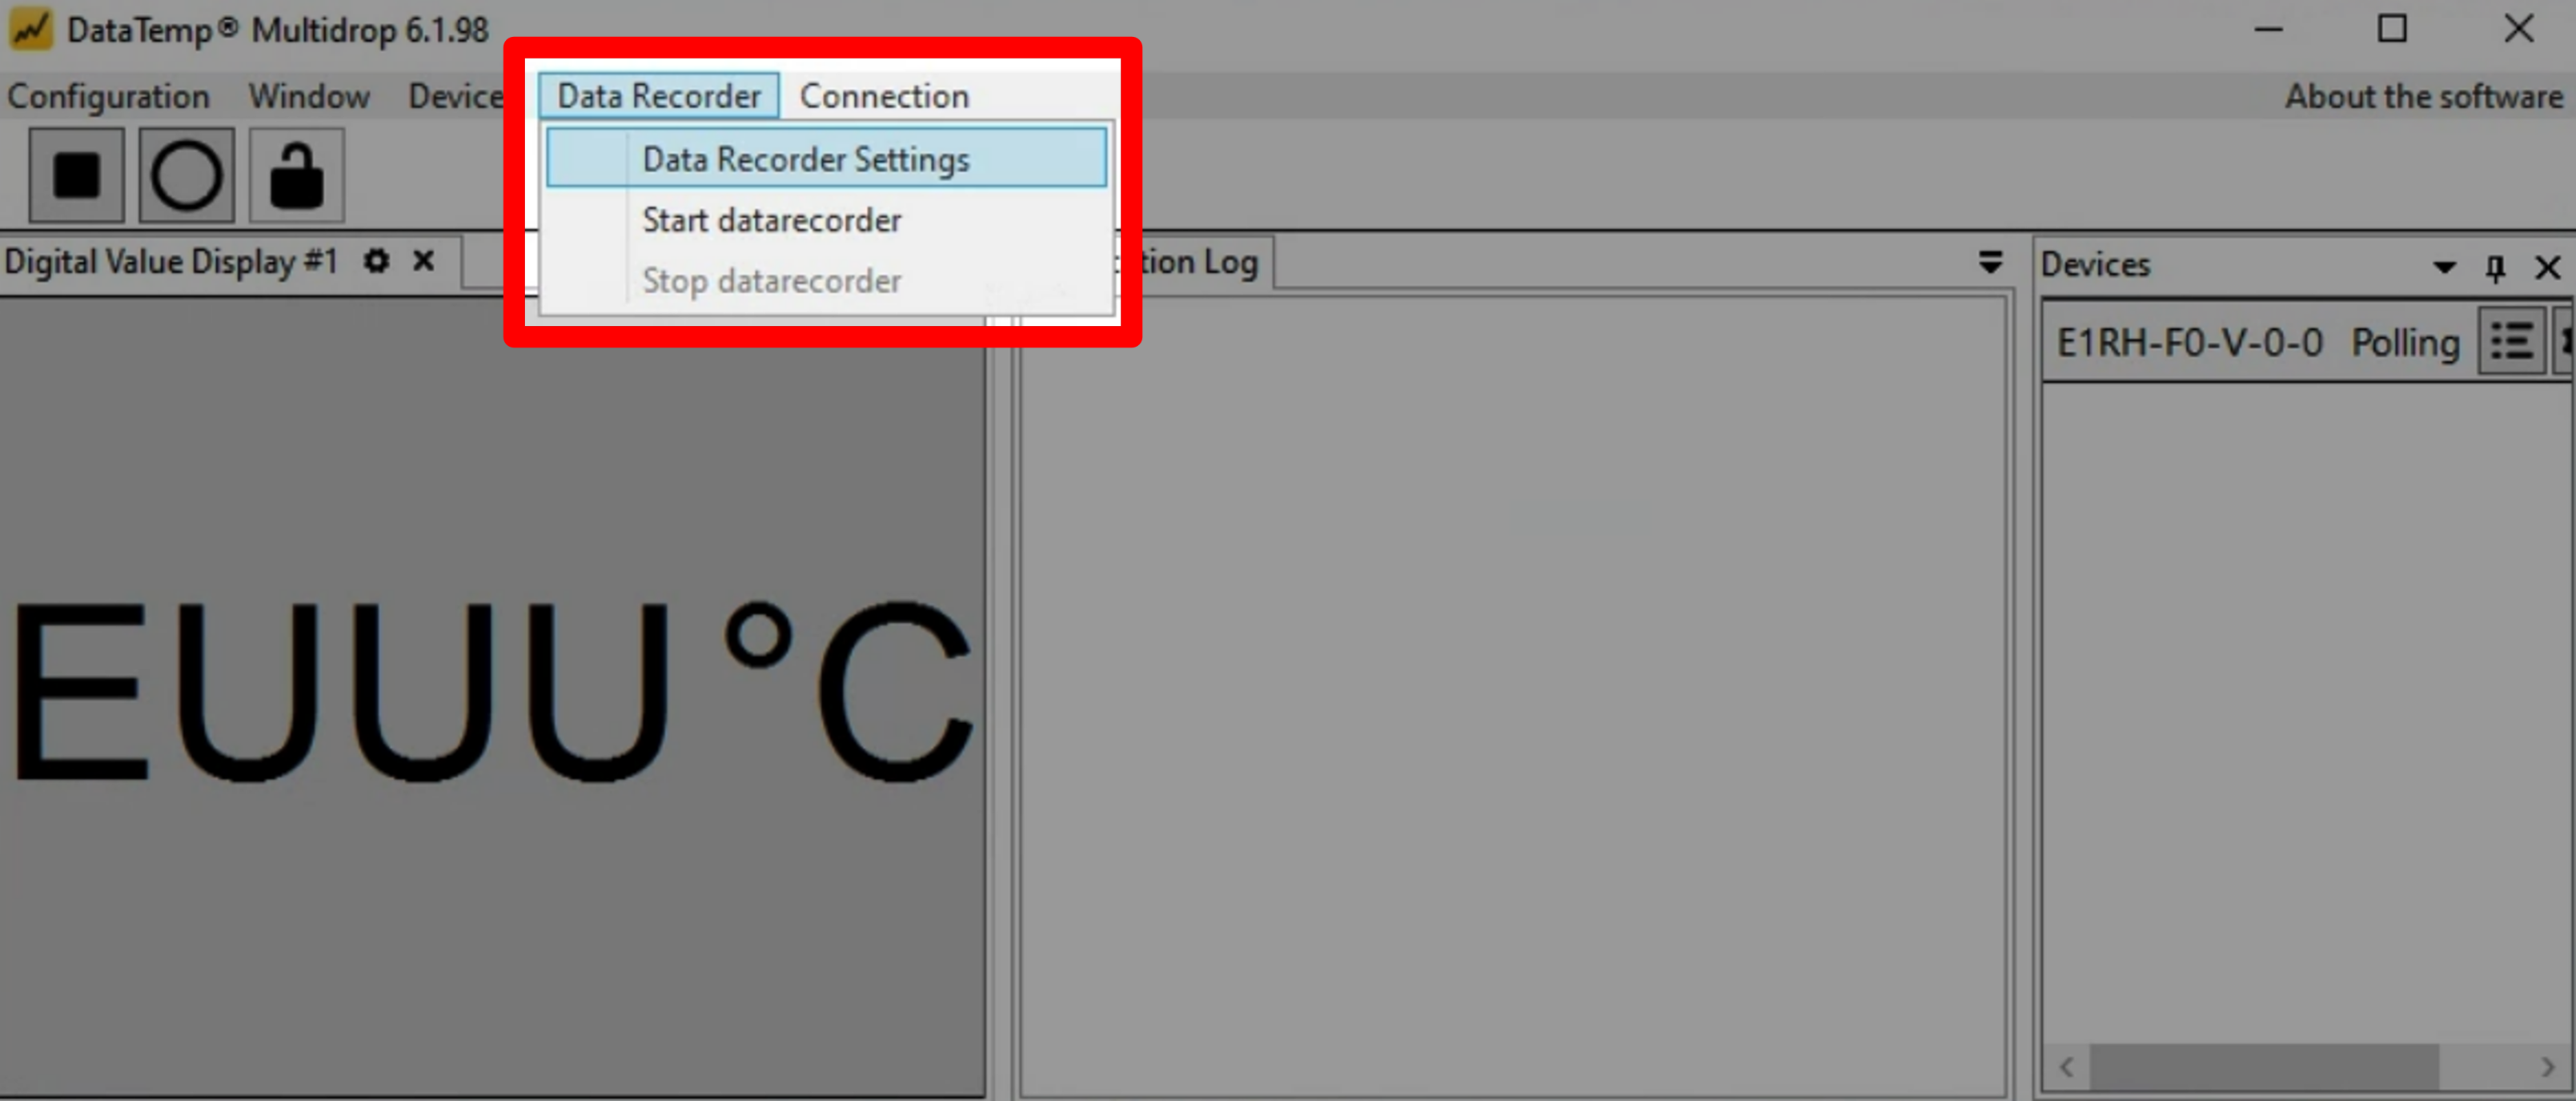 DataTemp® Multidrop 6.1.98
Configuration Window Device Data Recorder Connection About the software
Data Recorder Settings
Start datarecorder
Stop datarecorder
Digital Value Display #1
Log
Devices
E1RH-F0-V-0-0 Polling
EUUU °C